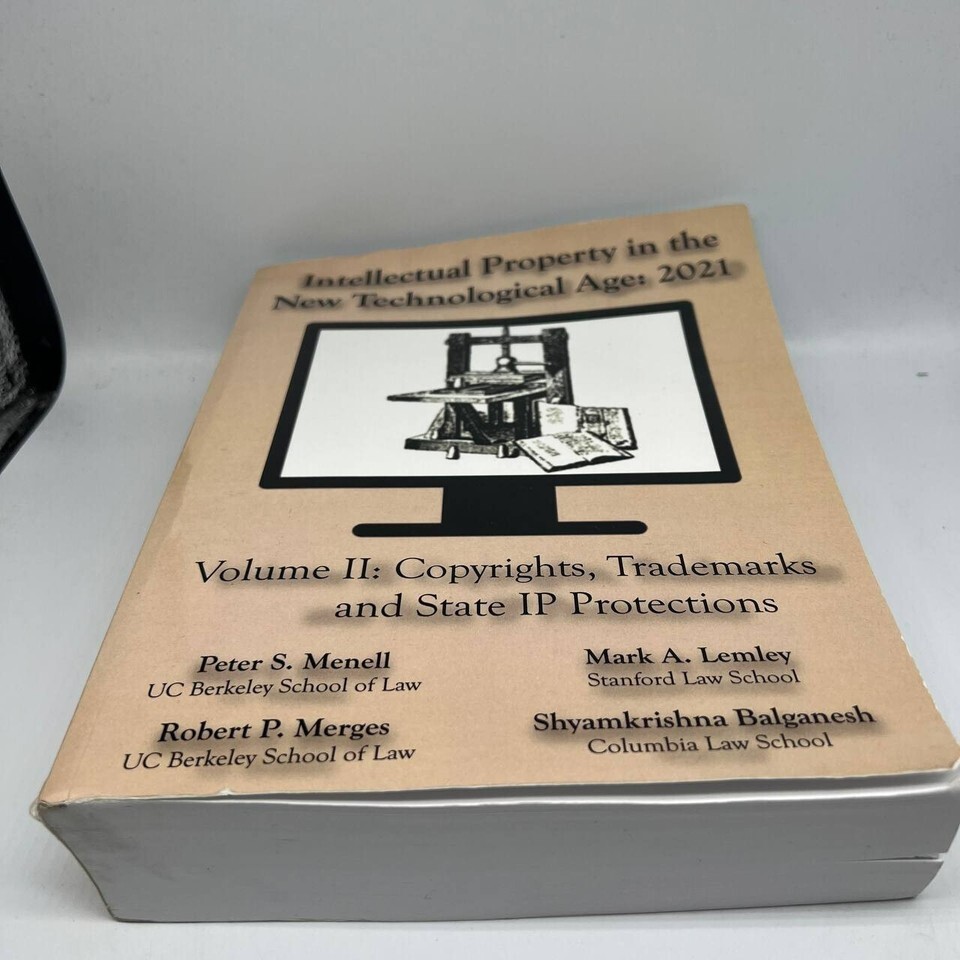 Intellectual Property in the
New Technological Age: 2021
Volume II: Copyrights, Trademarks
and State IP Protections
Peter S. Menell
UC Berkeley School of Law
Mark A. Lemley
Stanford Law School
Robert P. Merges
UC Berkeley School of Law
Shyamkrishna Balganesh
Columbia Law School